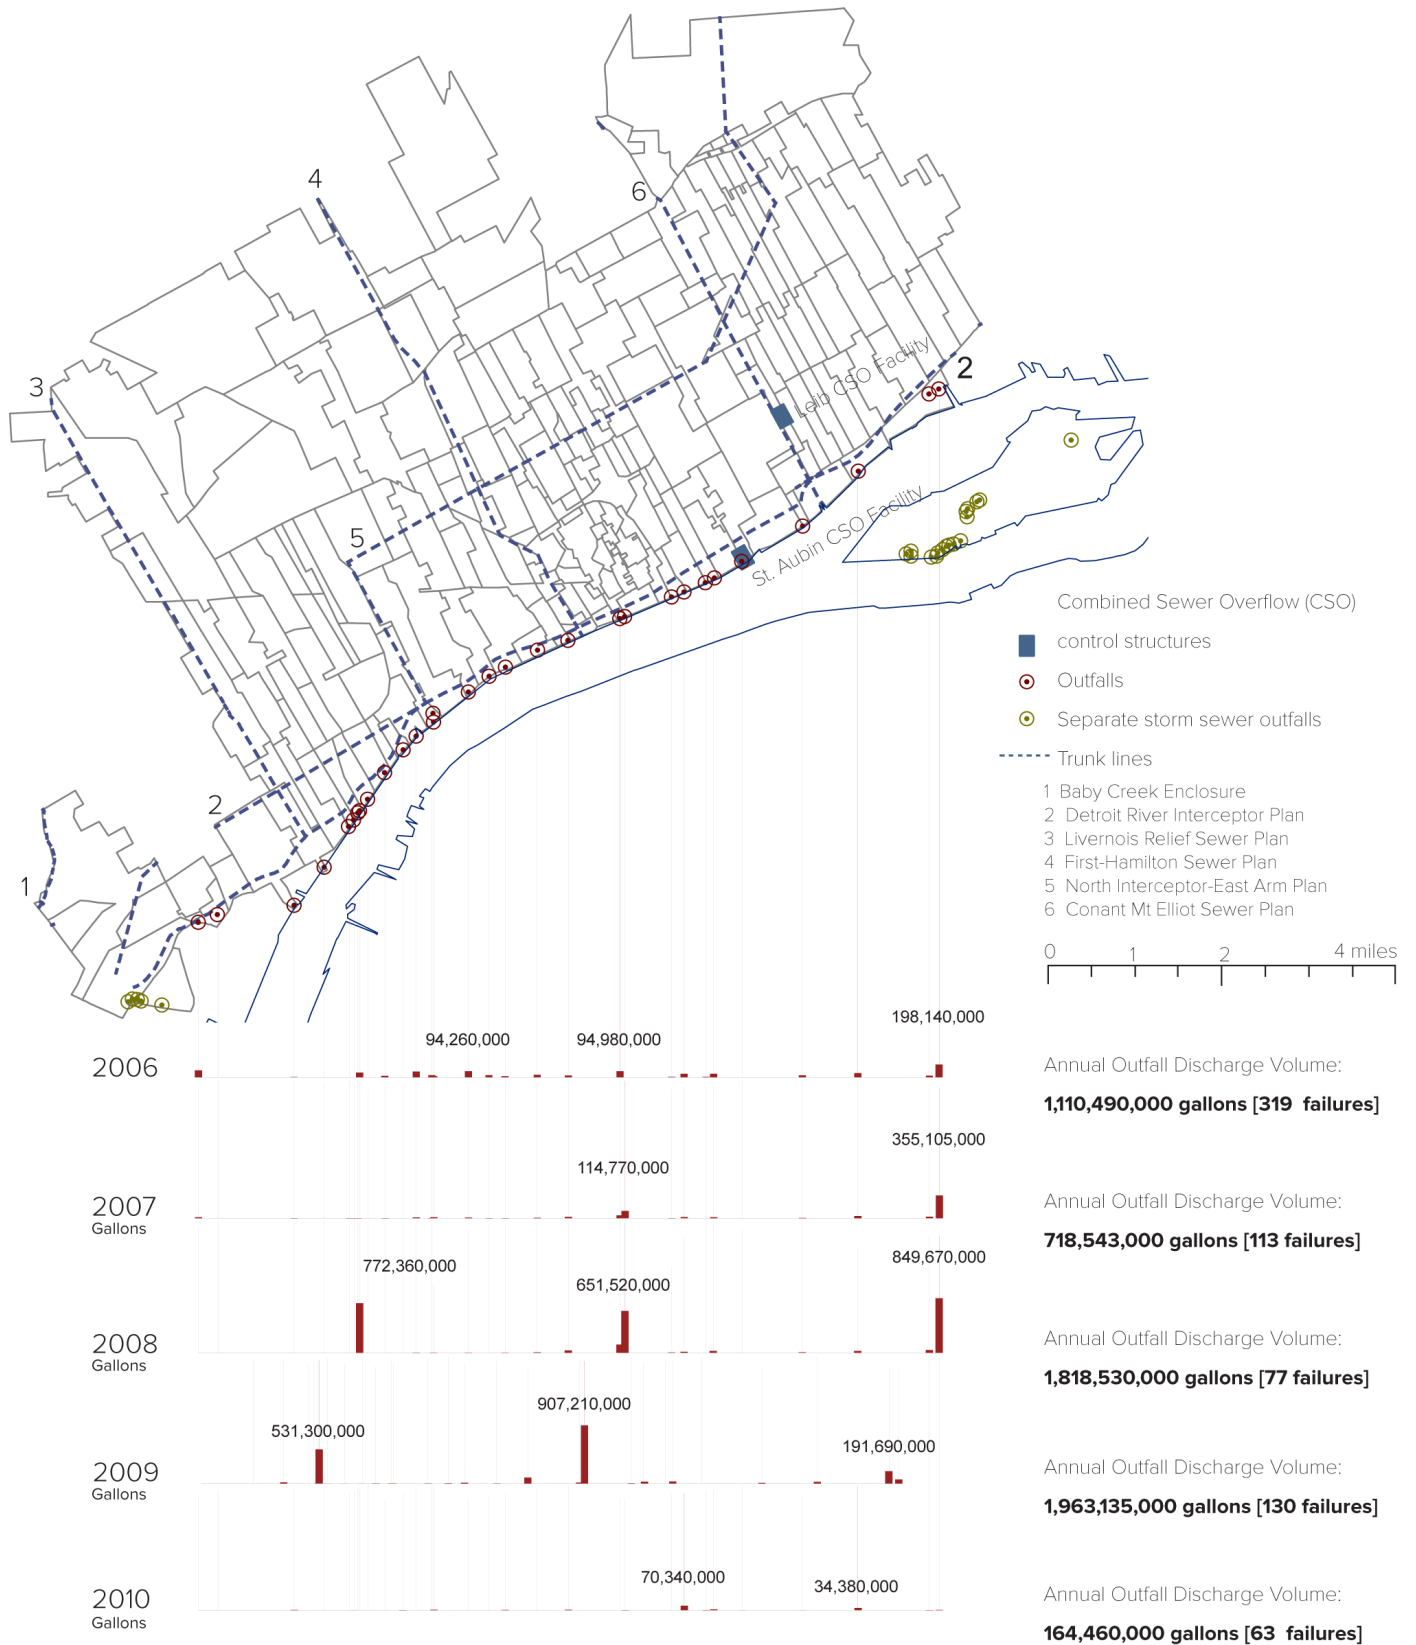 4
6
3
Leib CSO Facility
2
5
St. Aubin CSO Facility
2
1
Combined Sewer Overflow (CSO)
control structures
Outfalls
Separate storm sewer outfalls
Trunk lines
1 Baby Creek Enclosure
2 Detroit River Interceptor Plan
3 Livernois Relief Sewer Plan
4 First-Hamilton Sewer Plan
5 North Interceptor-East Arm Plan
6 Conant Mt Elliot Sewer Plan
0 1 2 4 miles
2006
94,260,000
94,980,000
198,140,000
Annual Outfall Discharge Volume:
1,110,490,000 gallons [319 failures]
2007
Gallons
114,770,000
355,105,000
Annual Outfall Discharge Volume:
718,543,000 gallons [113 failures]
2008
Gallons
772,360,000
651,520,000
849,670,000
Annual Outfall Discharge Volume:
1,818,530,000 gallons [77 failures]
2009
Gallons
531,300,000
907,210,000
191,690,000
Annual Outfall Discharge Volume:
1,963,135,000 gallons [130 failures]
2010
Gallons
70,340,000
34,380,000
Annual Outfall Discharge Volume:
164,460,000 gallons [63 failures]